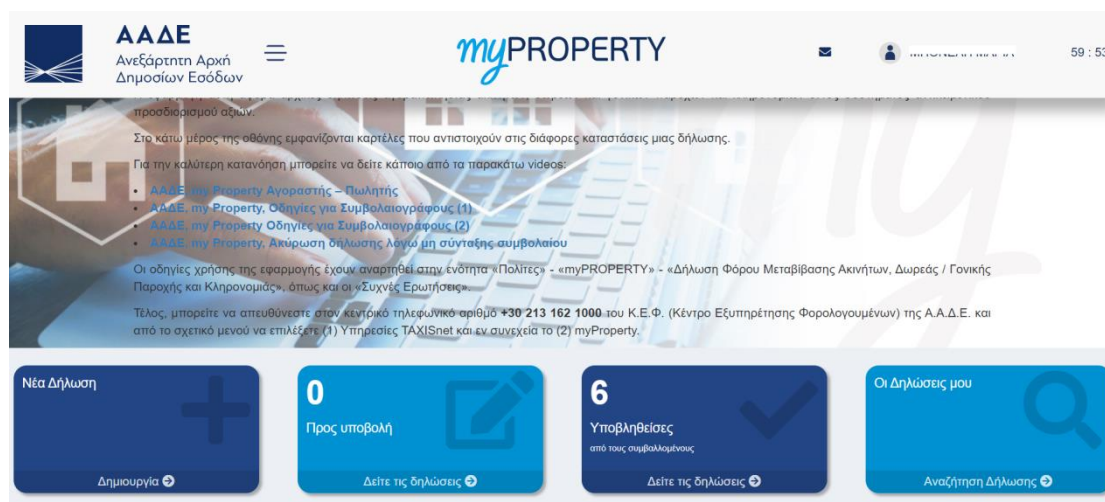 ΑΑΔΕ
Ανεξάρτητη Αρχή
Δημοσίων Εσόδων
myPROPERTY
59 : 53
προσδιορισμού αξιών.
Στο κάτω μέρος της οθόνης εμφανίζονται καρτέλες που αντιστοιχούν στις διάφορες καταστάσεις μιας δήλωσης.
Για την καλύτερη κατανόηση μπορείτε να δείτε κάποιο από τα παρακάτω videos:
• ΑΑΔΕ, my Property Αγοραστής – Πωλητής
• ΑΑΔΕ, my Property, Οδηγίες για Συμβολαιογράφους (1)
• ΑΑΔΕ, my Property Οδηγίες για Συμβολαιογράφους (2)
• ΑΑΔΕ, my Property, Ακύρωση δήλωσης λόγω μη σύνταξης συμβολαίου
Οι οδηγίες χρήσης της εφαρμογής έχουν αναρτηθεί στην ενότητα «Πολίτες» - «myPROPERTY» - «Δήλωση Φόρου Μεταβίβασης Ακινήτων, Δωρεάς / Γονικής
Παροχής και Κληρονομιάς», όπως και οι «Συχνές Ερωτήσεις».
Τέλος, μπορείτε να απευθύνεστε στον κεντρικό τηλεφωνικό αριθμό +30 213 162 1000 του Κ.Ε.Φ. (Κέντρο Εξυπηρέτησης Φορολογουμένων) της Α.Α.Δ.Ε. και
από το σχετικό μενού να επιλέξετε (1) Υπηρεσίες TAXISnet και εν συνεχεία το (2) myProperty.
Νέα Δήλωση
Δημιουργία
0
Προς υποβολή
Δείτε τις δηλώσεις
6
Υποβληθείσες
από τους συμβαλλομένους
Δείτε τις δηλώσεις
Οι Δηλώσεις μου
Αναζήτηση Δήλωσης